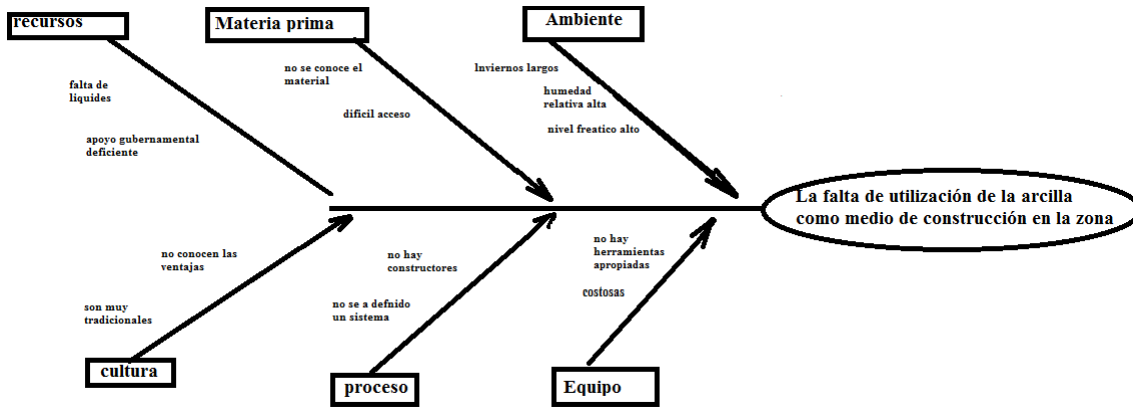 recursos
falta de
liquides
apoyo gubernamental
deficiente
Materia prima
no se conoce el
material
dificil acceso
Ambiente
Inviernos largos
humedad
relativa alta
nivel freatico alto
La falta de utilización de la arcilla
como medio de construcción en la zona
no conocen las
ventajas
son muy
tradicionales
cultura
no hay
constructores
no se a defnido
un sistema
proceso
no hay
herramientas
apropiadas
costosas
Equipo